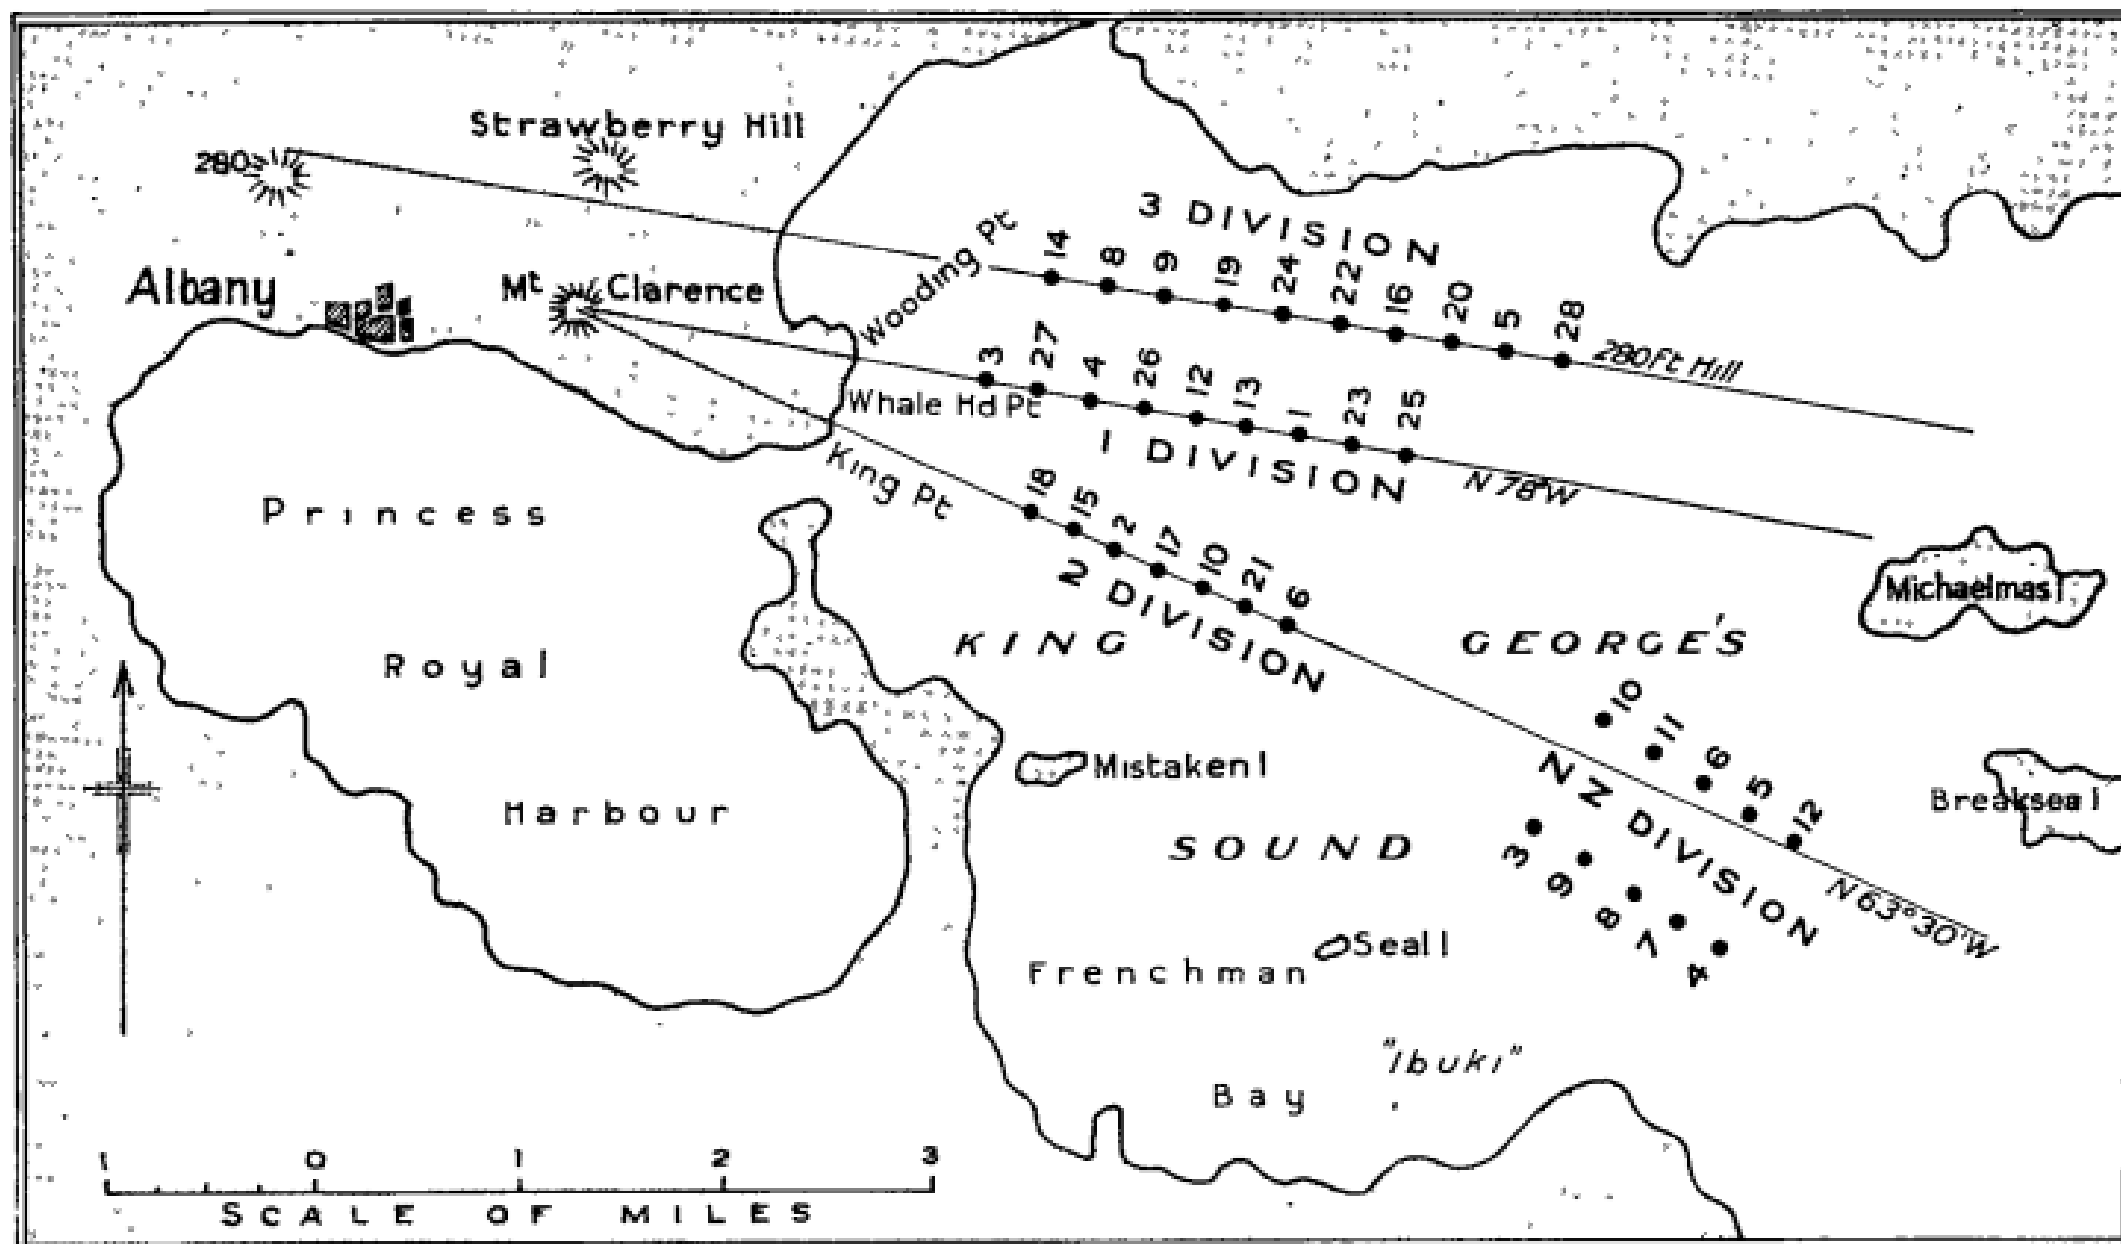 Strawberry Hill
280
3 DIVISION
Wooding Pt
14 8 9 19 24 22 16 20 5 28
280Ft Hill
Albany
Mt Clarence
3 27 4 26 12 13 1 23 25
Whale Hd Pt
1 DIVISION
N 78°W
King Pt
18 15 2 17 10 21 6
2 DIVISION
Michaelmas I
Princess
Royal
Harbour
KING GEORGE'S
SOUND
10 11 6 5 12
NZ DIVISION
3 9 8 7 4
N 63°30'W
Mistaken I
Breaksea I
Seal I
Frenchman
Bay
"Ibuki"
1 0 1 2 3
SCALE OF MILES